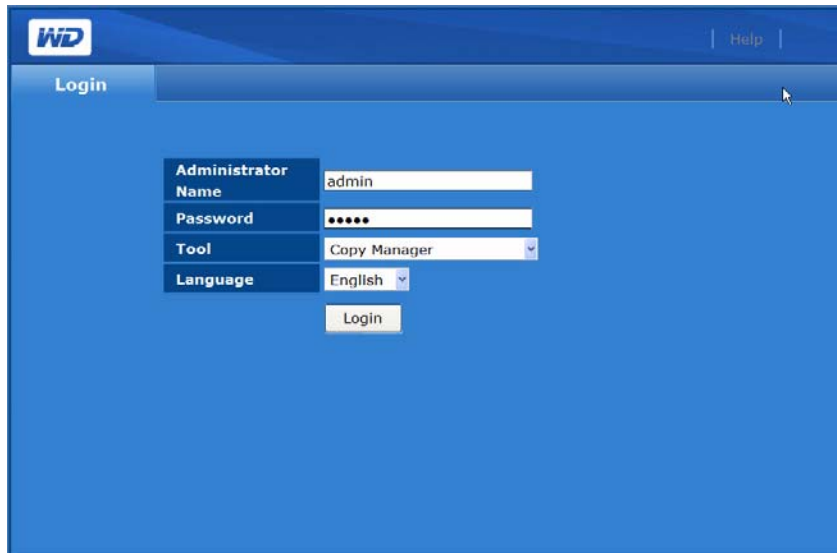 WD
Help
Login
Administrator Name
admin
Password
•••••
Tool
Copy Manager
Language
English
Login